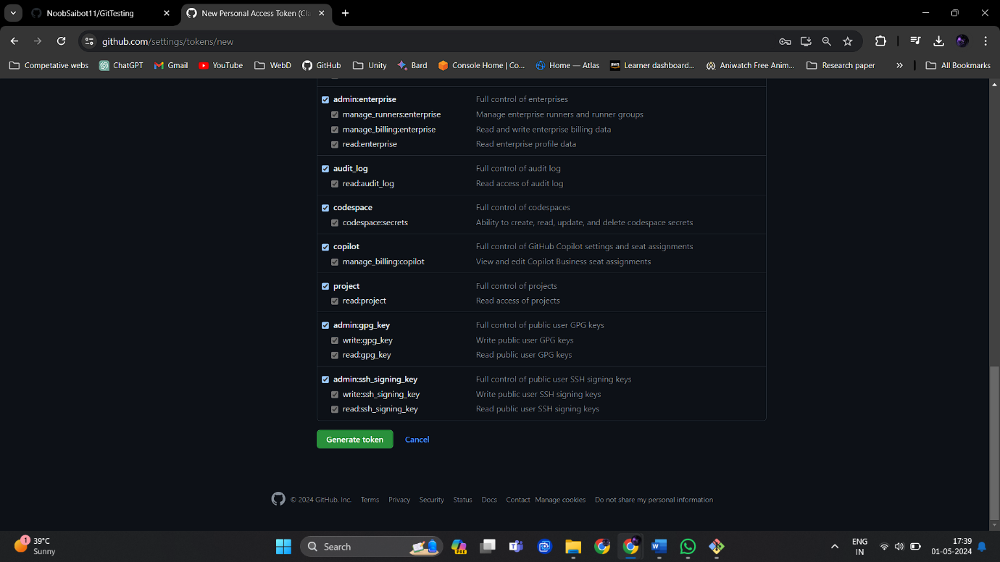 NoobSaibot11/GitTesting
New Personal Access Token (Cla
github.com/settings/tokens/new
Competative webs ChatGPT Gmail YouTube WebD GitHub Unity Bard Console Home | Co... Home — Atlas Learner dashboard... Aniwatch Free Anim... Research paper » All Bookmarks
admin:enterprise Full control of enterprises
manage_runners:enterprise Manage enterprise runners and runner groups
manage_billing:enterprise Read and write enterprise billing data
read:enterprise Read enterprise profile data
audit_log Full control of audit log
read:audit_log Read access of audit log
codespace Full control of codespaces
codespace:secrets Ability to create, read, update, and delete codespace secrets
copilot Full control of GitHub Copilot settings and seat assignments
manage_billing:copilot View and edit Copilot Business seat assignments
project Full control of projects
read:project Read access of projects
admin:gpg_key Full control of public user GPG keys
write:gpg_key Write public user GPG keys
read:gpg_key Read public user GPG keys
admin:ssh_signing_key Full control of public user SSH signing keys
write:ssh_signing_key Write public user SSH signing keys
read:ssh_signing_key Read public user SSH signing keys
Generate token Cancel
© 2024 GitHub, Inc. Terms Privacy Security Status Docs Contact Manage cookies Do not share my personal information
1 39°C
Sunny
Search
PRE
ENG
IN
17:39
01-05-2024